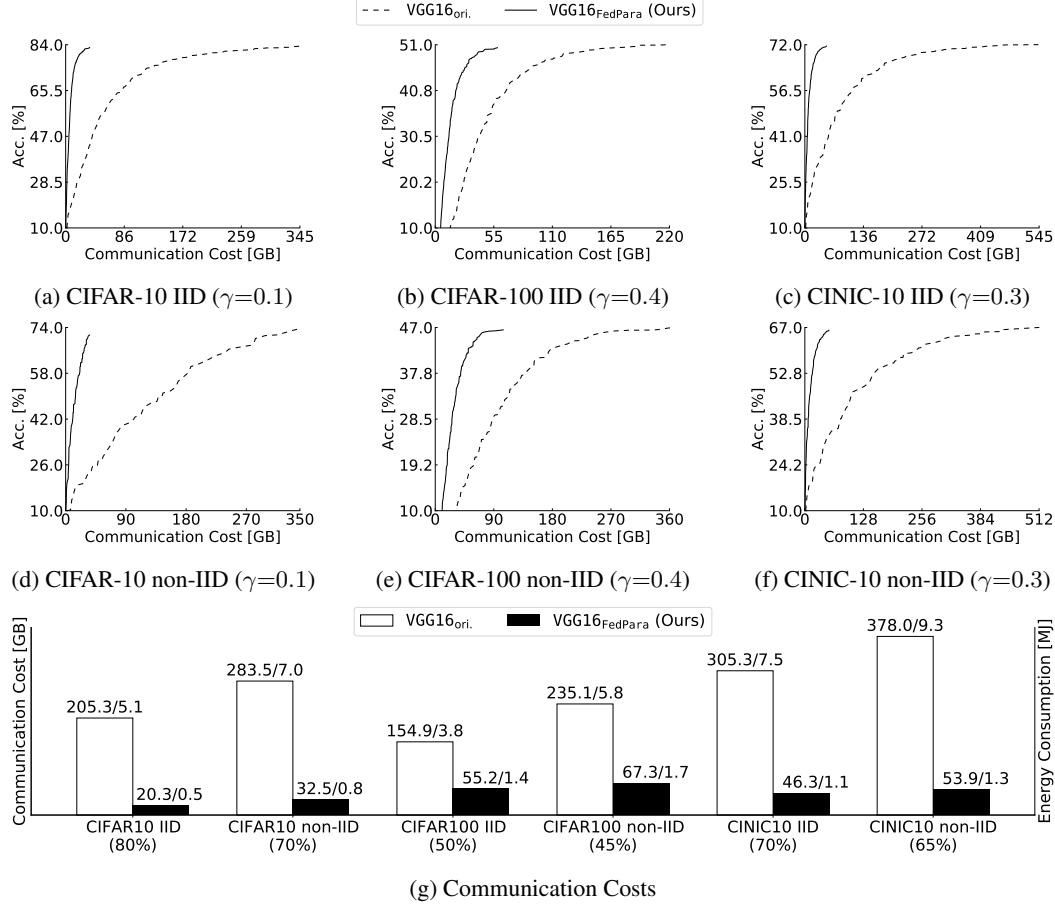 VGG16ori. VGG16FedPara (Ours)
84.0 51.0 72.0
65.5 40.8 56.5
Acc. [%] Acc. [%] Acc. [%]
47.0 30.5 41.0
28.5 20.2 25.5
10.0 10.0 10.0
0 86 172 259 345 0 55 110 165 220 0 136 272 409 545
Communication Cost [GB] Communication Cost [GB] Communication Cost [GB]
(a) CIFAR-10 IID (γ=0.1) (b) CIFAR-100 IID (γ=0.4) (c) CINIC-10 IID (γ=0.3)
74.0 47.0 67.0
58.0 37.8 52.8
Acc. [%] Acc. [%] Acc. [%]
42.0 28.5 38.5
26.0 19.2 24.2
10.0 10.0 10.0
0 90 180 270 350 0 90 180 270 360 0 128 256 384 512
Communication Cost [GB] Communication Cost [GB] Communication Cost [GB]
(d) CIFAR-10 non-IID (γ=0.1) (e) CIFAR-100 non-IID (γ=0.4) (f) CINIC-10 non-IID (γ=0.3)
VGG16ori. VGG16FedPara (Ours)
Communication Cost [GB]
Energy Consumption [MJ]
205.3/5.1 283.5/7.0 154.9/3.8 235.1/5.8 305.3/7.5 378.0/9.3
20.3/0.5 32.5/0.8 55.2/1.4 67.3/1.7 46.3/1.1 53.9/1.3
CIFAR10 IID CIFAR10 non-IID CIFAR100 IID CIFAR100 non-IID CINIC10 IID CINIC10 non-IID
(80%) (70%) (50%) (45%) (70%) (65%)
(g) Communication Costs